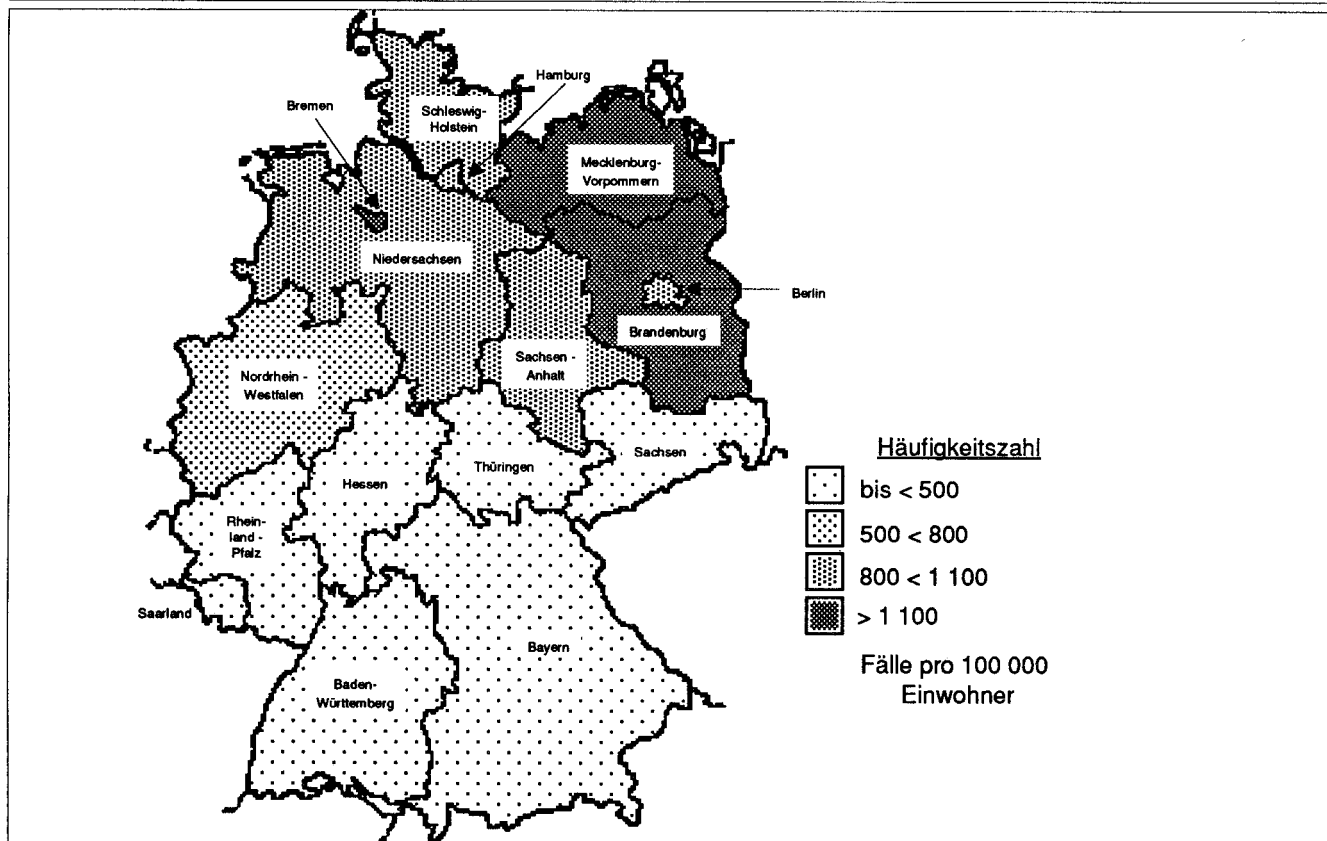 Hamburg
Bremen
Schleswig-
Holstein
Mecklenburg-
Vorpommern
Niedersachsen
Berlin
Brandenburg
Sachsen -
Anhalt
Nordrhein -
Westfalen
Sachsen
Thüringen
Hessen
Rhein-
land -
Pfalz
Saarland
Bayern
Baden-
Württemberg
Häufigkeitszahl
bis < 500
500 < 800
800 < 1 100
> 1 100
Fälle pro 100 000
Einwohner